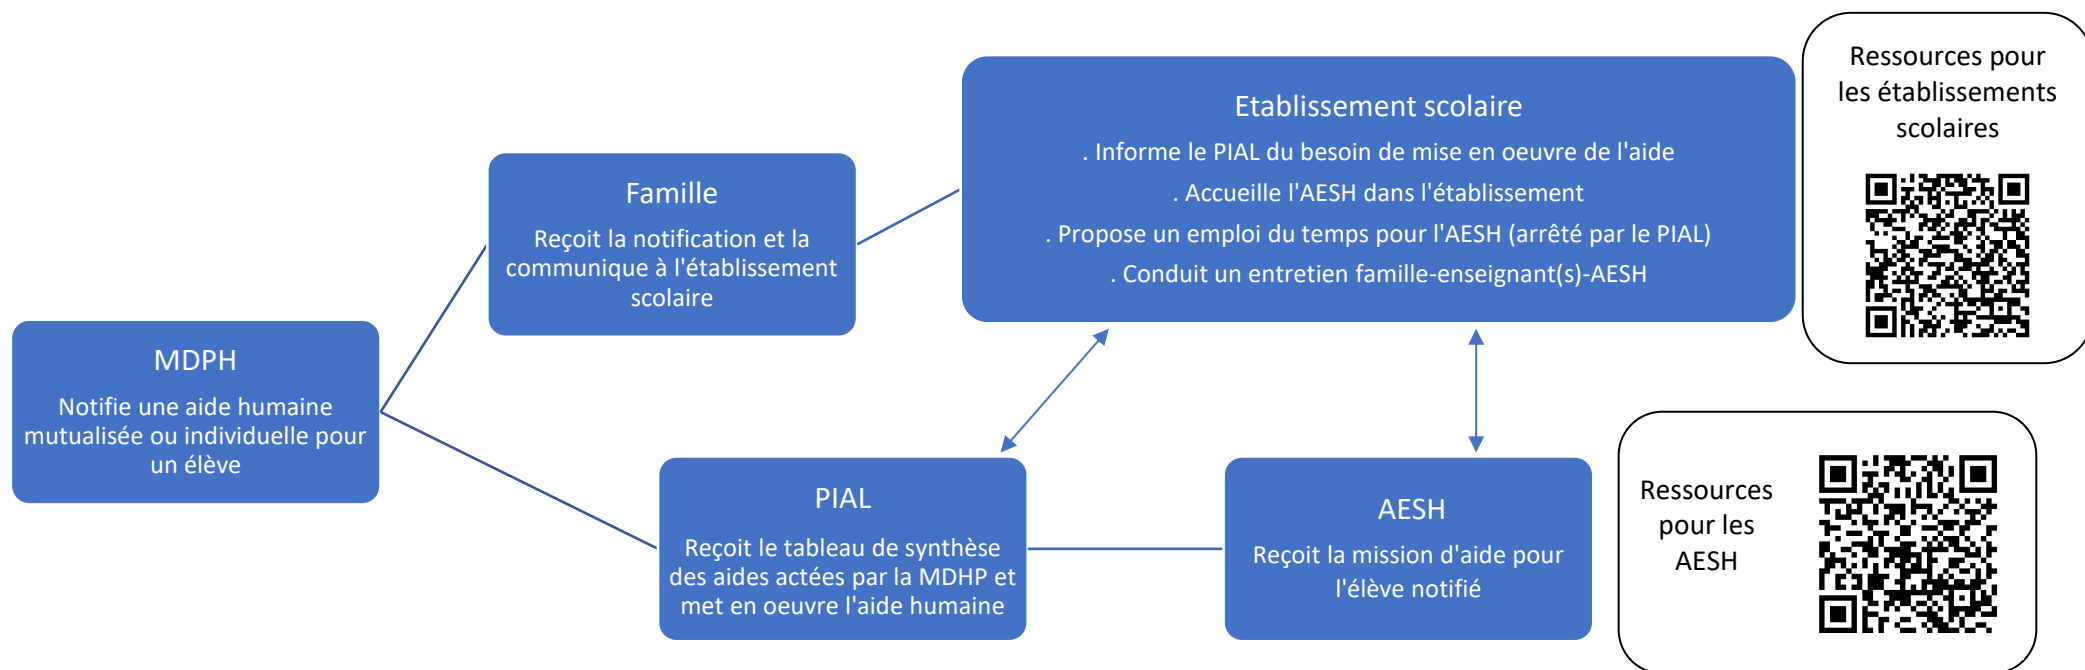 MDPH
Notifie une aide humaine
mutualisée ou individuelle pour
un élève
Famille
Reçoit la notification et la
communique à l'établissement
scolaire
Etablissement scolaire
. Informe le PIAL du besoin de mise en oeuvre de l'aide
. Accueille l'AESH dans l'établissement
. Propose un emploi du temps pour l'AESH (arrêté par le PIAL)
. Conduit un entretien famille-enseignant(s)-AESH
Ressources pour
les établissements
scolaires
PIAL
Reçoit le tableau de synthèse
des aides actées par la MDHP et
met en oeuvre l'aide humaine
AESH
Reçoit la mission d'aide pour
l'élève notifié
Ressources
pour les
AESH